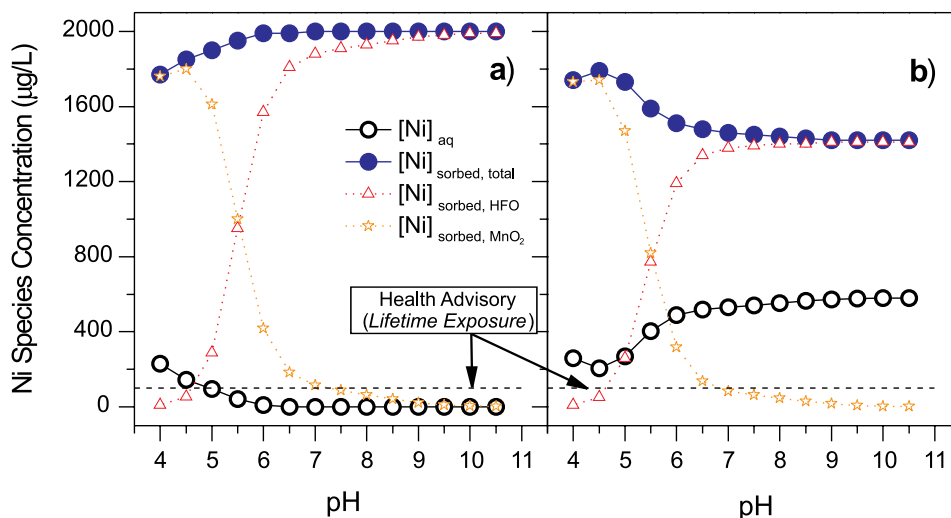 Ni Species Concentration (µg/L)
2000
1600
1200
800
400
0
a)
b)
[Ni] aq
[Ni] sorbed, total
[Ni] sorbed, HFO
[Ni] sorbed, MnO₂
Health Advisory
(Lifetime Exposure)
4 5 6 7 8 9 10 11
4 5 6 7 8 9 10 11
pH
pH